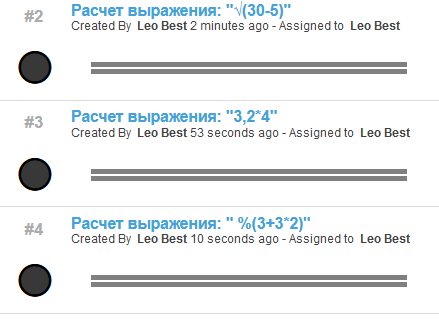 #2
Расчет выражения: "√(30-5)"
Created By Leo Best 2 minutes ago - Assigned to Leo Best
#3
Расчет выражения: "3,2*4"
Created By Leo Best 53 seconds ago - Assigned to Leo Best
#4
Расчет выражения: " %(3+3*2)"
Created By Leo Best 10 seconds ago - Assigned to Leo Best